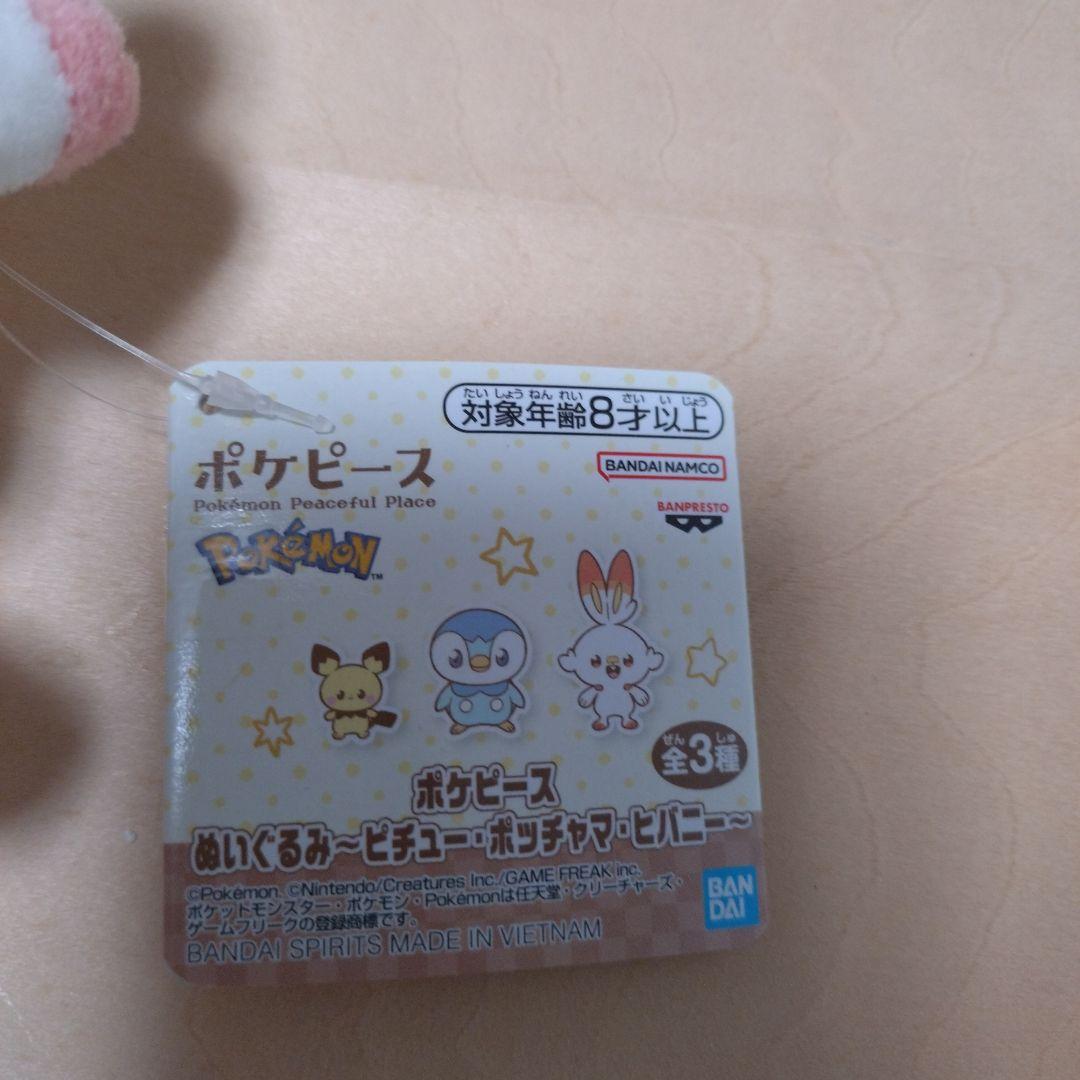 たいしょうねんれい さいいじょう
対象年齢8才以上
ポケピース
Pokémon Peaceful Place
BANDAI NAMCO
BANPRESTO
POKéMON™
ぜん しゅ
全3種
ポケピース
ぬいぐるみ～ピチュー・ポッチャマ・ヒバニー～
©Pokémon. ©Nintendo/Creatures Inc./GAME FREAK inc.
ポケットモンスター・ポケモン・Pokémonは任天堂・クリーチャーズ・
ゲームフリークの登録商標です。
BANDAI SPIRITS MADE IN VIETNAM
BAN
DAI